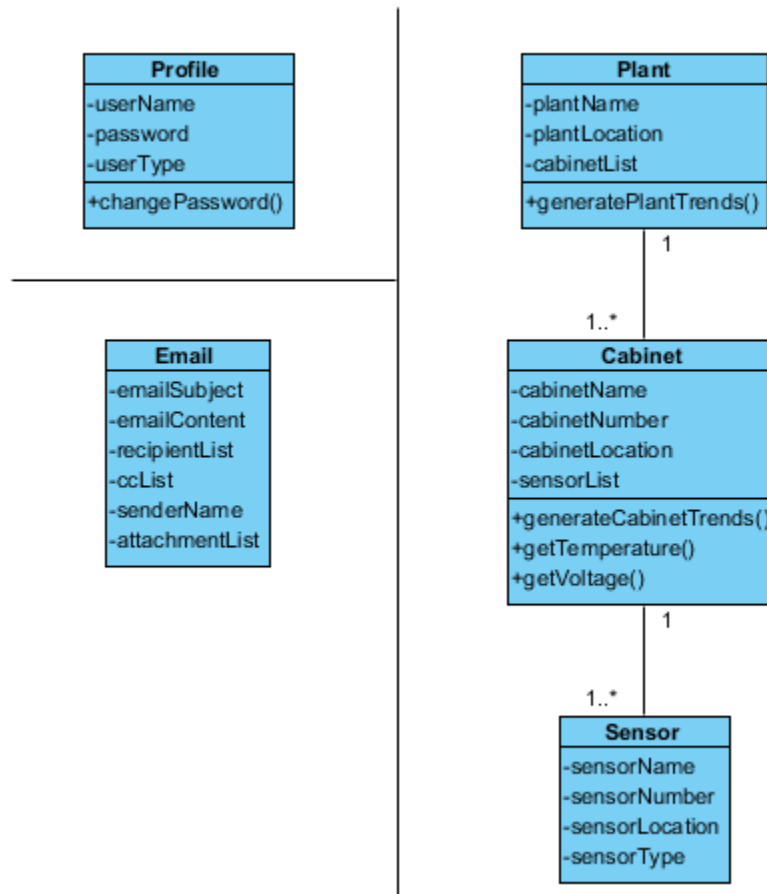 Profile
-userName
-password
-userType
+changePassword()
Email
-emailSubject
-emailContent
-recipientList
-ccList
-senderName
-attachmentList
Plant
-plantName
-plantLocation
-cabinetList
+generatePlantTrends()
1
1..*
Cabinet
-cabinetName
-cabinetNumber
-cabinetLocation
-sensorList
+generateCabinetTrends()
+getTemperature()
+getVoltage()
1
1..*
Sensor
-sensorName
-sensorNumber
-sensorLocation
-sensorType